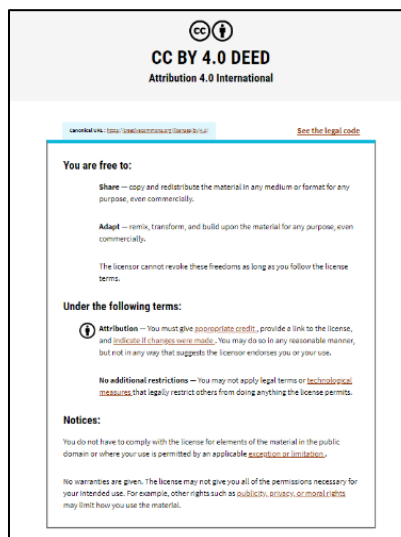 cc
CC BY 4.0 DEED
Attribution 4.0 International
Canonical URL : https://creativecommons.org/licenses/by/4.0/
See the legal code
You are free to:
Share — copy and redistribute the material in any medium or format for any
purpose, even commercially.
Adapt — remix, transform, and build upon the material for any purpose, even
commercially.
The licensor cannot revoke these freedoms as long as you follow the license
terms.
Under the following terms:
Attribution — You must give appropriate credit , provide a link to the license,
and indicate if changes were made . You may do so in any reasonable manner,
but not in any way that suggests the licensor endorses you or your use.
No additional restrictions — You may not apply legal terms or technological
measures that legally restrict others from doing anything the license permits.
Notices:
You do not have to comply with the license for elements of the material in the public
domain or where your use is permitted by an applicable exception or limitation .
No warranties are given. The license may not give you all of the permissions necessary for
your intended use. For example, other rights such as publicity, privacy, or moral rights
may limit how you use the material.